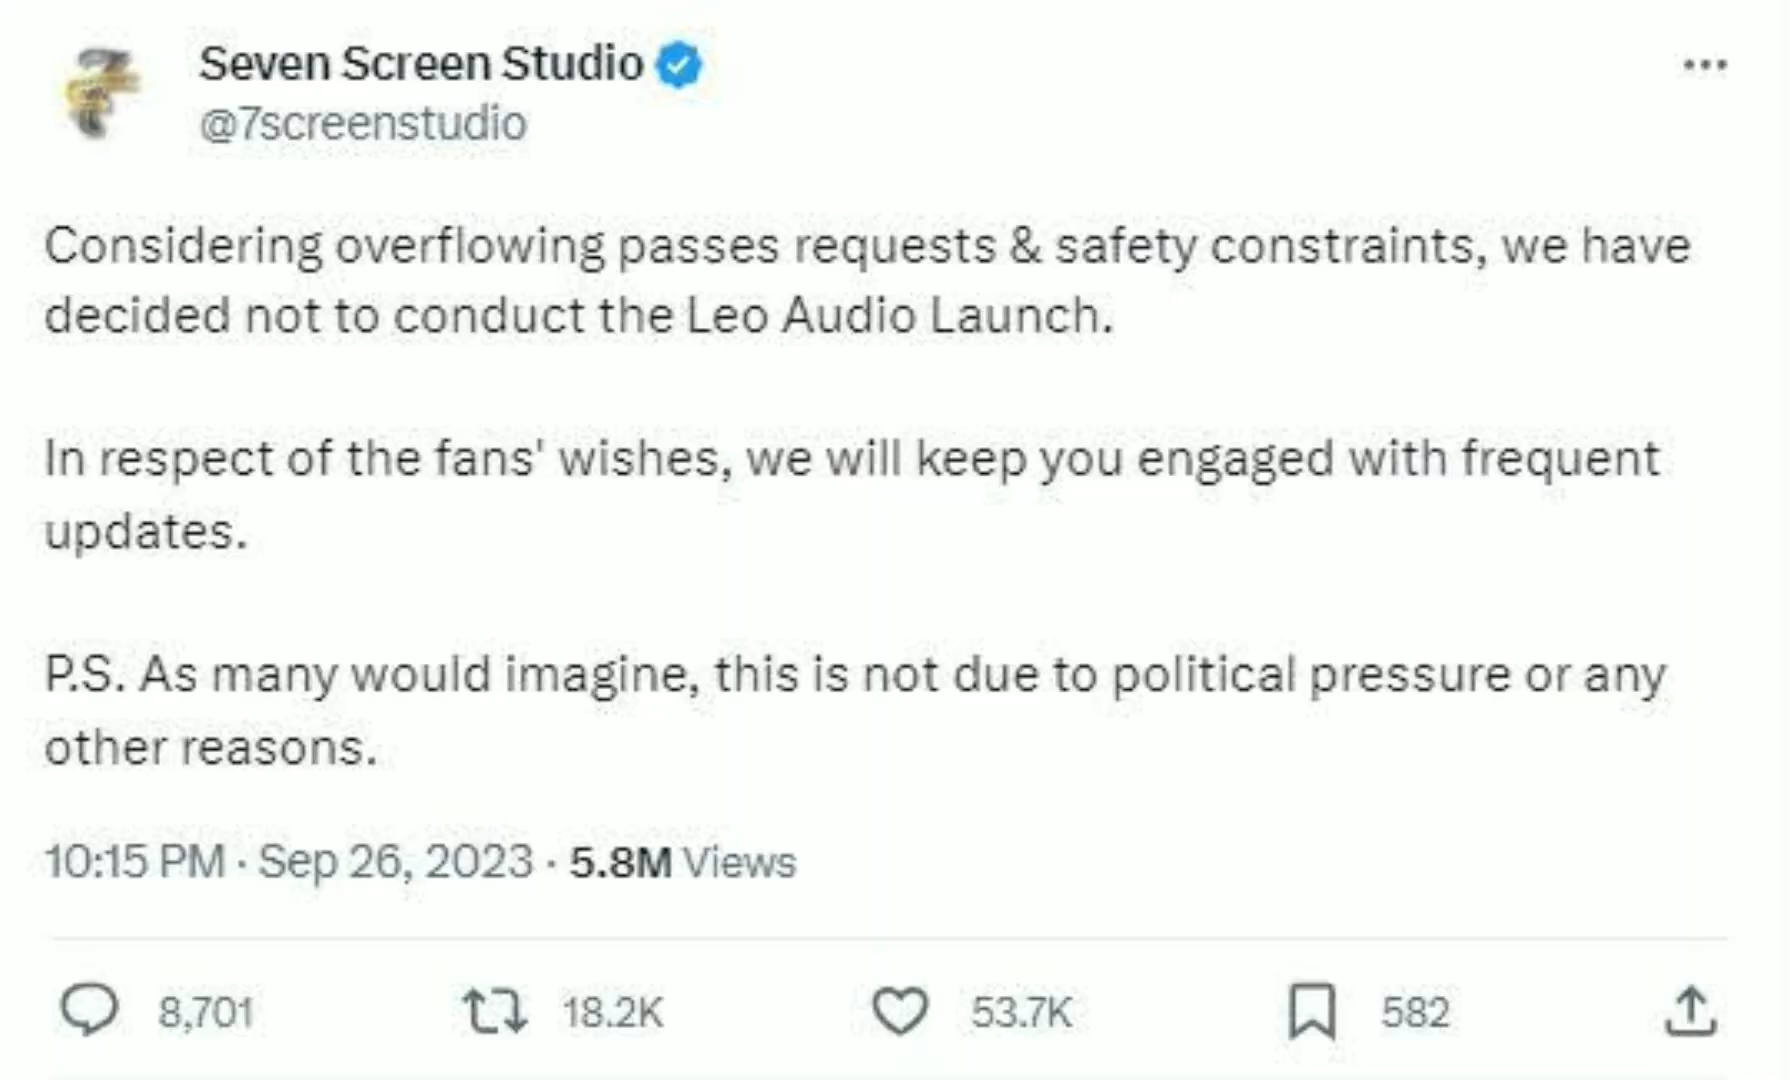 Seven Screen Studio
@7screenstudio
Considering overflowing passes requests & safety constraints, we have
decided not to conduct the Leo Audio Launch.
In respect of the fans' wishes, we will keep you engaged with frequent
updates.
P.S. As many would imagine, this is not due to political pressure or any
other reasons.
10:15 PM · Sep 26, 2023 · 5.8M Views
8,701 18.2K 53.7K 582